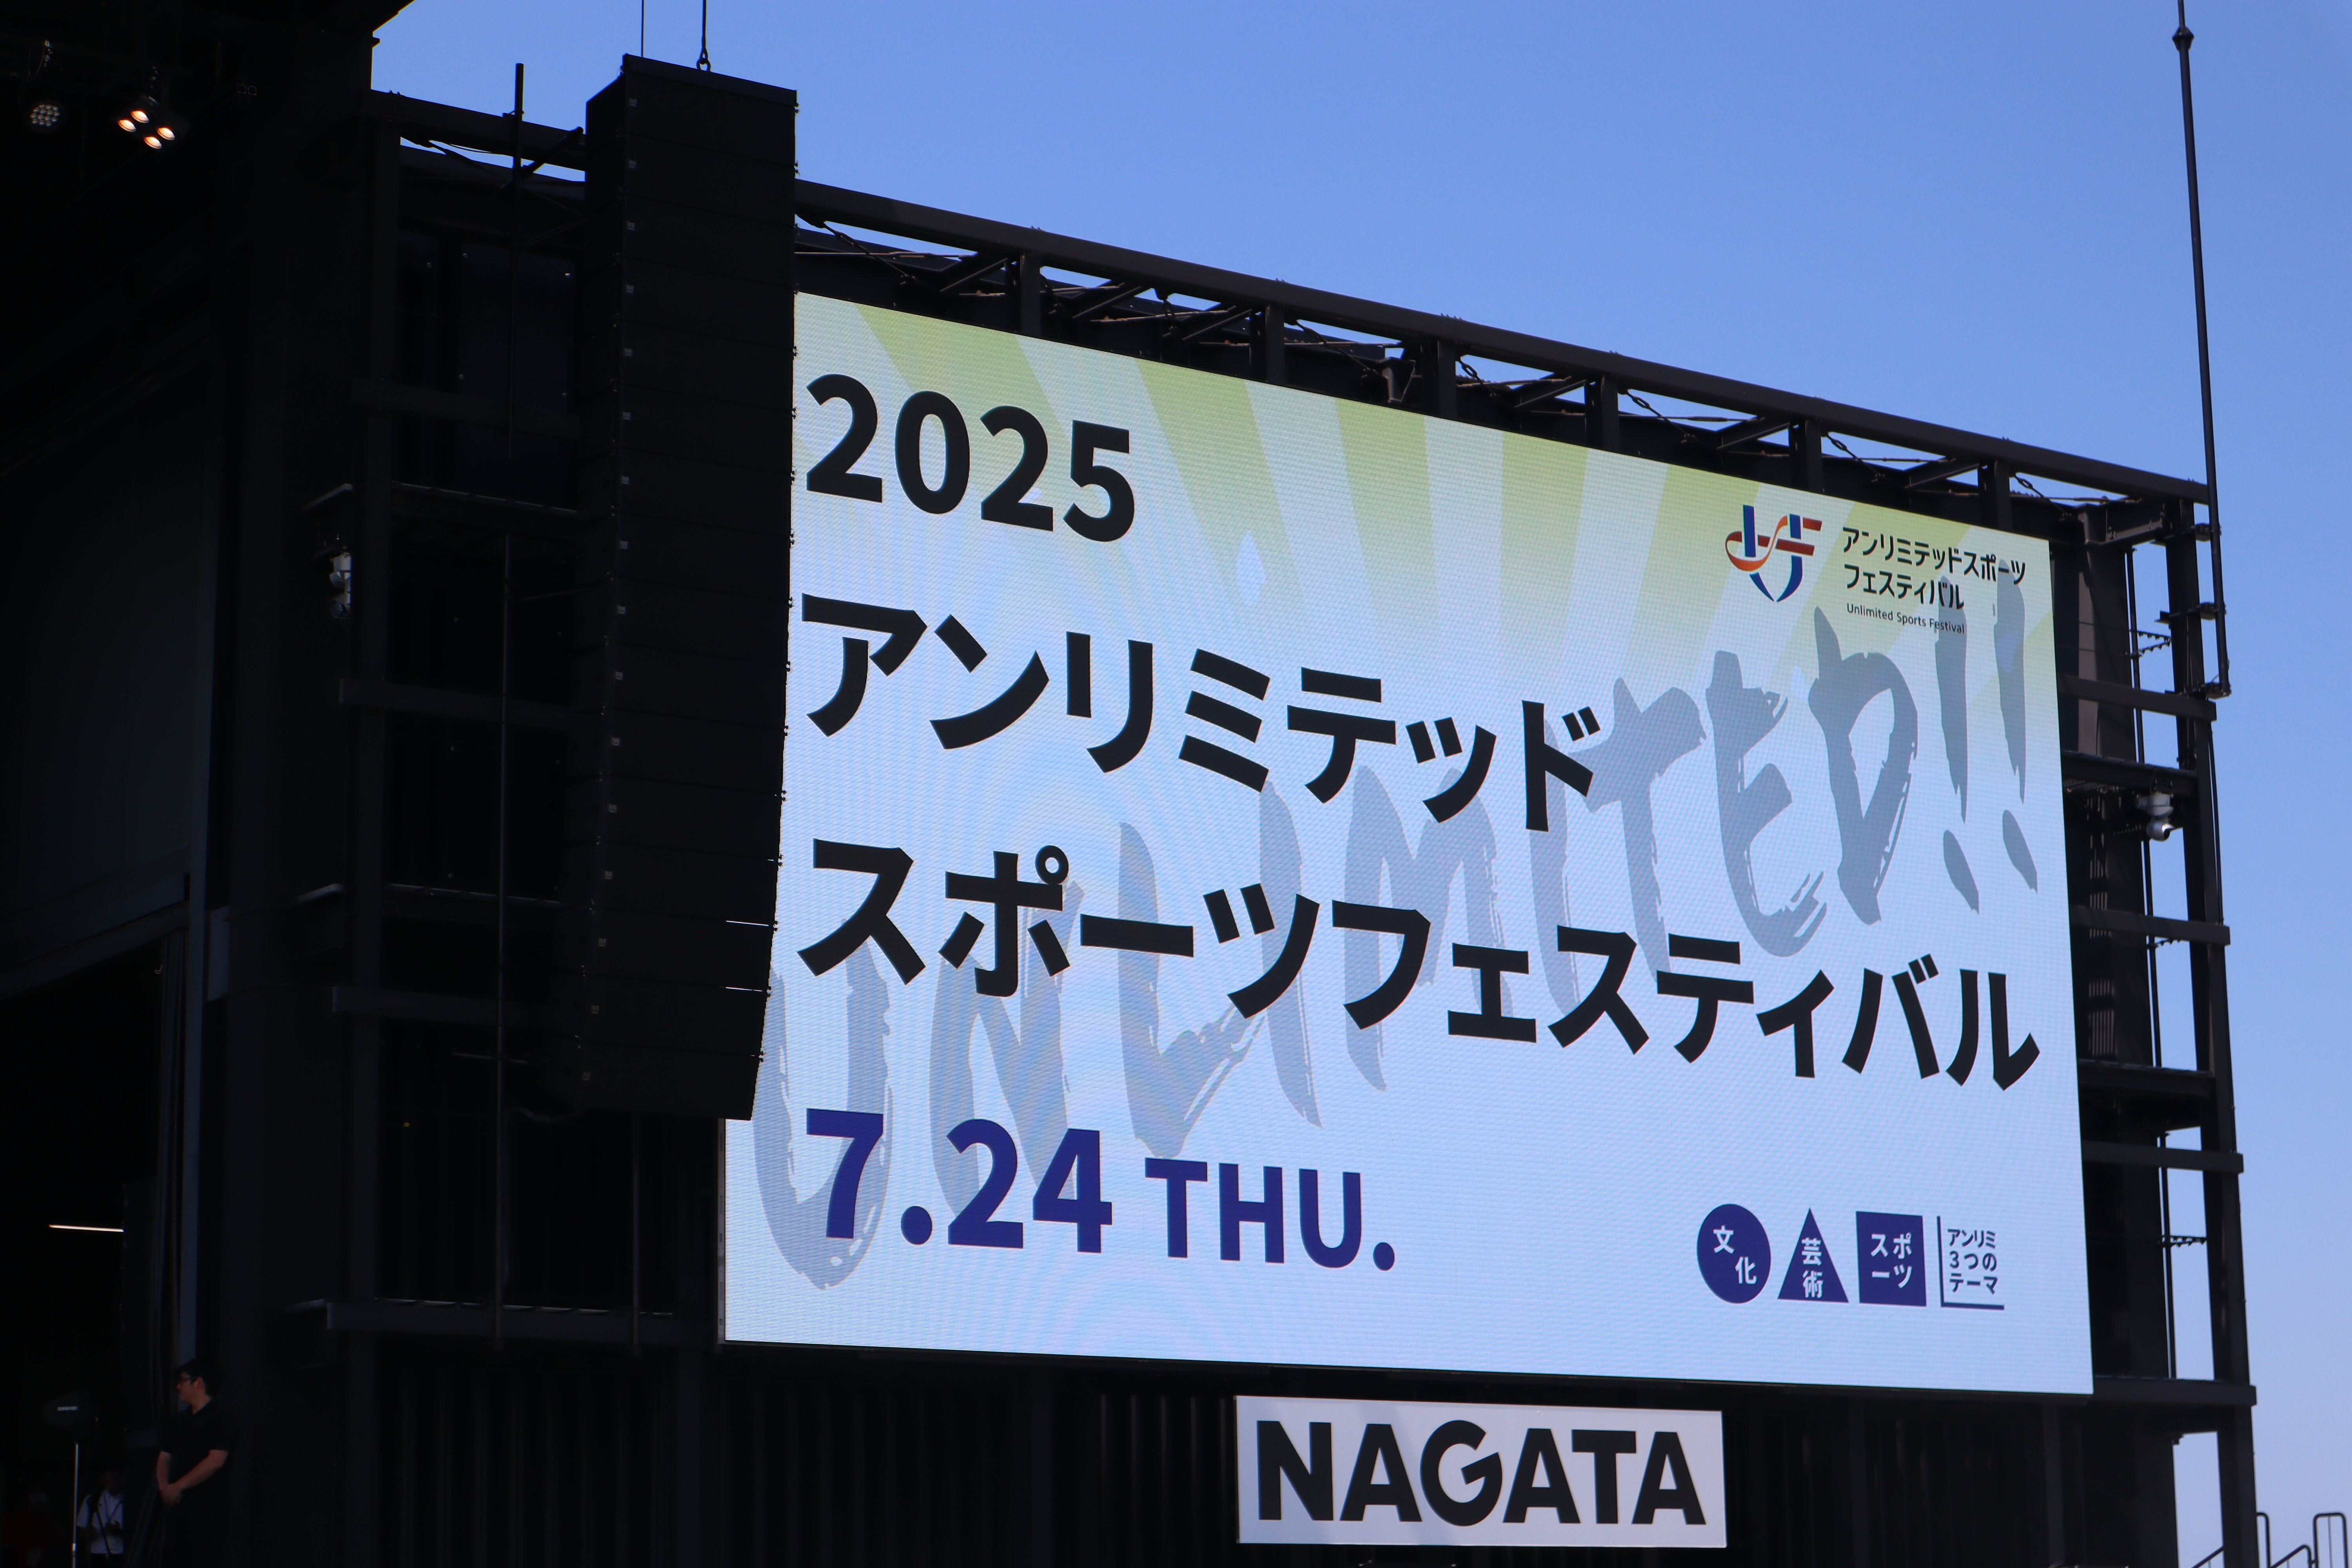 2025
アンリミテッド
スポーツフェスティバル
7.24 THU.
UNLIMITED!!
アンリミテッドスポーツ
フェスティバル
Unlimited Sports Festival
文化
芸術
スポーツ
アンリミ
3つの
テーマ
NAGATA